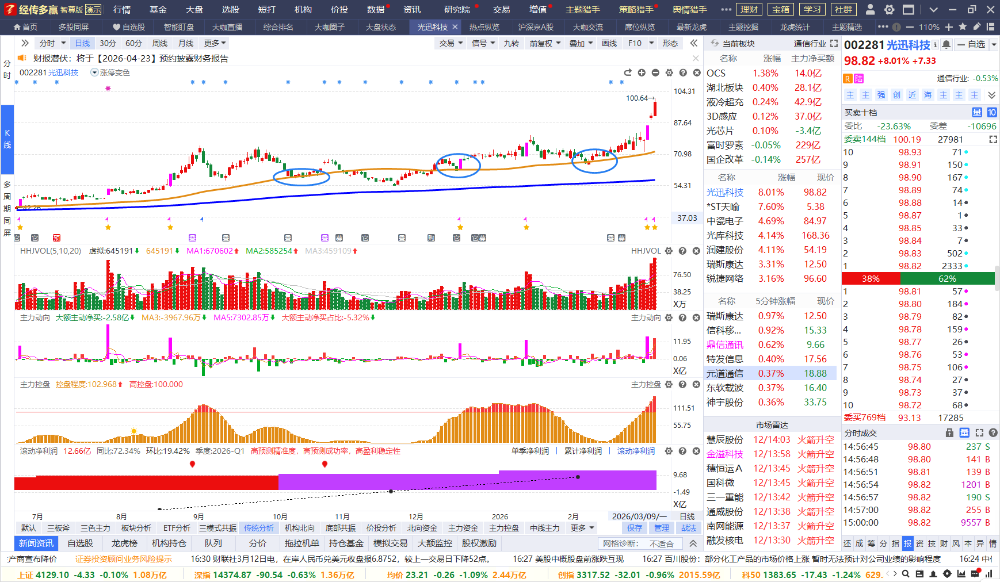 经传多赢 智尊版 演示 行情 基金 大盘 选股 短打 机构 价投 数据 资讯 研究院 交易 增值 主题猎手 策略猎手 舆情猎手 理财 宝箱 学习 社群
首页 多股同屏 自选股 智能盯盘 大咖直播 综合排名 大咖圈子 大盘状态 光迅科技 热点纵览 沪深京A股 大咖交流 席位纵览 最新龙虎 主题挖掘 龙虎统计 主题精选 110%
分时 日线 30分 60分 周线 月线 更多 交易 信号 九转 前复权 叠加 画线 F10 形态
财报潜伏：将于【2026-04-23】预约披露财务报告
002281 光迅科技 涨停变色
分时
K线
多周期同屏
100.64→
104.31
87.64
70.98
54.31
37.03
预
购
HHJVOL(5,10,20) 虚拟:645191 645191 MA1:670602 MA2:585254 MA3:459109 HHJVOL
76.50
38.25
X万
主力动向 大额主动净买:-2.58亿 MA3:-3967.96万 MA5:7302.85万 大额主动净买占比:-5.32% 主力动向
11.95
0.06
X亿
主力控盘 控盘程度:102.968 高控盘:100.000 主力控盘
111.51
55.75
滚动净利润 12.66亿 同比:72.34% 环比:19.42% 季度:2026-Q1 高预测精准度，高预测成功率，高盈利稳定性 单季净利润 累计净利润 滚动净利润
9.68
-1.49
X亿
7月 8月 9月 10月 11月 12月 2026 2月 2026/03/09/一 日线
默认 三板斧 三色主力 板块分析 ETF分析 三模式共振 传统分析 机构北向 底部共振 价投分析 北向资金 主力资金 主力控盘 中线主力 更多 保存 管理 战法
新闻资讯 自选股 龙虎榜 机构持仓 队列 分价 拖拉机单 持仓基金 模拟交易 大额监控 股权激励 网格诊断： 不适合
当前板块 通信行业
名称 涨幅 主力净买额
OCS 1.38% 14.0亿
湖北板块 0.40% 28.1亿
液冷超充 0.24% 42.9亿
3D感应 0.12% 37.0亿
光芯片 0.10% -3.4亿
富时罗素 -0.05% 229亿
国企改革 -0.14% 257亿
名称 涨幅 现价
光迅科技 8.01% 98.82
*ST天喻 7.60% 5.38
中瓷电子 4.69% 84.97
光库科技 4.14% 168.36
润建股份 4.11% 54.19
瑞斯康达 3.31% 12.50
锐捷网络 3.16% 96.60
名称 5分钟涨幅 现价
瑞斯康达 0.97% 12.50
信科移... 0.92% 15.33
鼎信通讯 0.62% 9.66
特发信息 0.40% 17.56
元道通信 0.37% 18.88
东软载波 0.37% 16.40
神宇股份 0.36% 33.75
市场雷达
慧辰股份 12/14:03 火箭升空
金溢科技 12/13:58 火箭升空
穗恒运A 12/13:45 火箭升空
国科微 12/13:45 火箭升空
三一重能 12/13:42 火箭升空
通威股份 12/13:38 火箭升空
南网能源 12/13:37 火箭升空
融发核电 12/13:30 火箭升空
002281 光迅科技 自选
98.82 +8.01% +7.33
R 陆 通信行业: -0.53%
主 主 强 创 近 海 主 主 主
买卖十档 量 10
委比 -23.63% 委差 -10696
委卖144档 100.19 27981
10 98.93 71
9 98.91 150
8 98.90 167
7 98.89 74
6 98.88 14
5 98.87 1
4 98.85 33
3 98.84 7
2 98.83 502
1 98.82 2333
38% 62%
1 98.81 57
2 98.80 184
3 98.79 82
4 98.78 159
5 98.77 26
6 98.76 53
7 98.75 106
8 98.74 27
9 98.73 37
10 98.72 68
委买769档 93.13 17285
分时成交 量
14:56:45 98.80 237 S
14:56:48 98.80 141 B
14:56:51 98.81 139 B
14:56:54 98.82 1201 B
14:56:57 98.82 190 S
14:57:00 98.82 255 B
15:00:00 98.82 9557 B
还 成 筹 分 指 报 资 技 财 风 本 异 情
产商宣布降价 证券投资顾问业务风险提示 16:30 财联社3月12日电，在岸人民币兑美元收盘报6.8752，较上一交易日下降52点。 16:27 美股中概股盘前涨跌互现 16:27 百川股份：部分化工产品的市场价格上涨 暂时无法预计对公司业绩的影响程度 16:24
上证 4129.10 -4.33 -0.10% 1.08万亿 深指 14374.87 -90.54 -0.63% 1.36万亿 均价 23.21 -0.26 -1.09% 2.44万亿 创指 3317.52 -32.01 -0.96% 2015.59亿 科50 1383.65 -17.43 -1.24% 629.